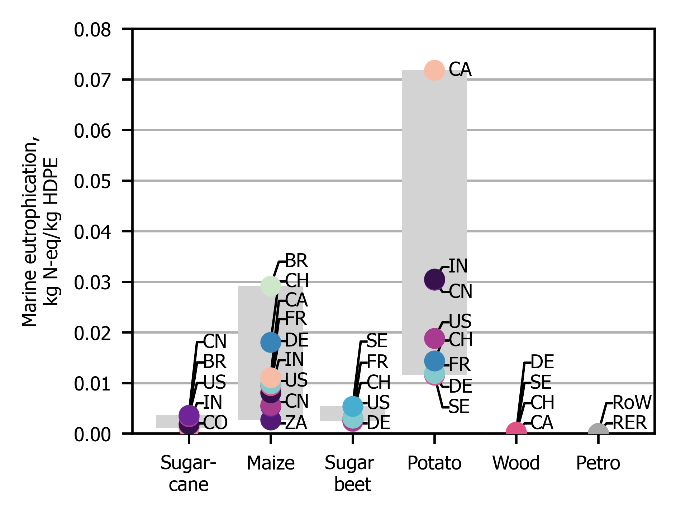 0.08
0.07
0.06
0.05
0.04
0.03
0.02
0.01
0.00
Marine eutrophication,
kg N-eq/kg HDPE
CN
BR
US
IN
CO
BR
CH
CA
FR
DE
IN
US
CN
ZA
SE
FR
CH
US
DE
CA
IN
CN
US
CH
FR
DE
SE
DE
SE
CH
CA
RoW
RER
Sugar-
cane
Maize
Sugar
beet
Potato
Wood
Petro